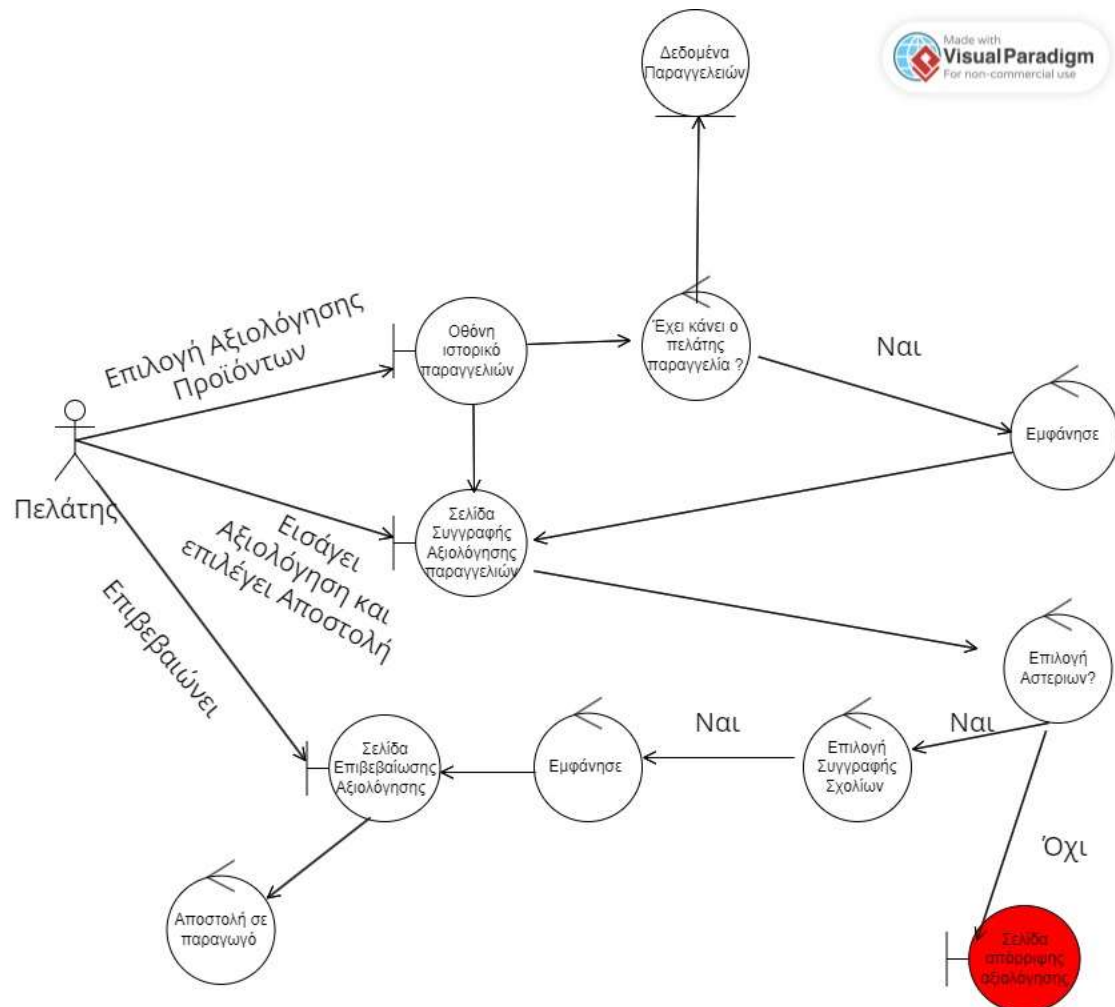 Made with
Visual Paradigm
For non-commercial use
Δεδομένα
Παραγγελειών
Επιλογή Αξιολόγησης
Προϊόντων
Οθόνη
ιστορικό
παραγγελιών
Έχει κάνει ο
πελάτης
παραγγελία ?
Ναι
Εμφάνησε
Πελάτης
Εισάγει
Αξιολόγηση και
επιλέγει Αποστολή
Σελίδα
Συγγραφής
Αξιολόγησης
παραγγελιών
Επιβεβαιώνει
Επιλογή
Αστεριων?
Ναι
Ναι
Σελίδα
Επιβεβαίωσης
Αξιολόγησης
Εμφάνησε
Επιλογή
Συγγραφής
Σχολίων
Όχι
Αποστολή σε
παραγωγό
Σελίδα
απόρριψης
αξιολόγησης